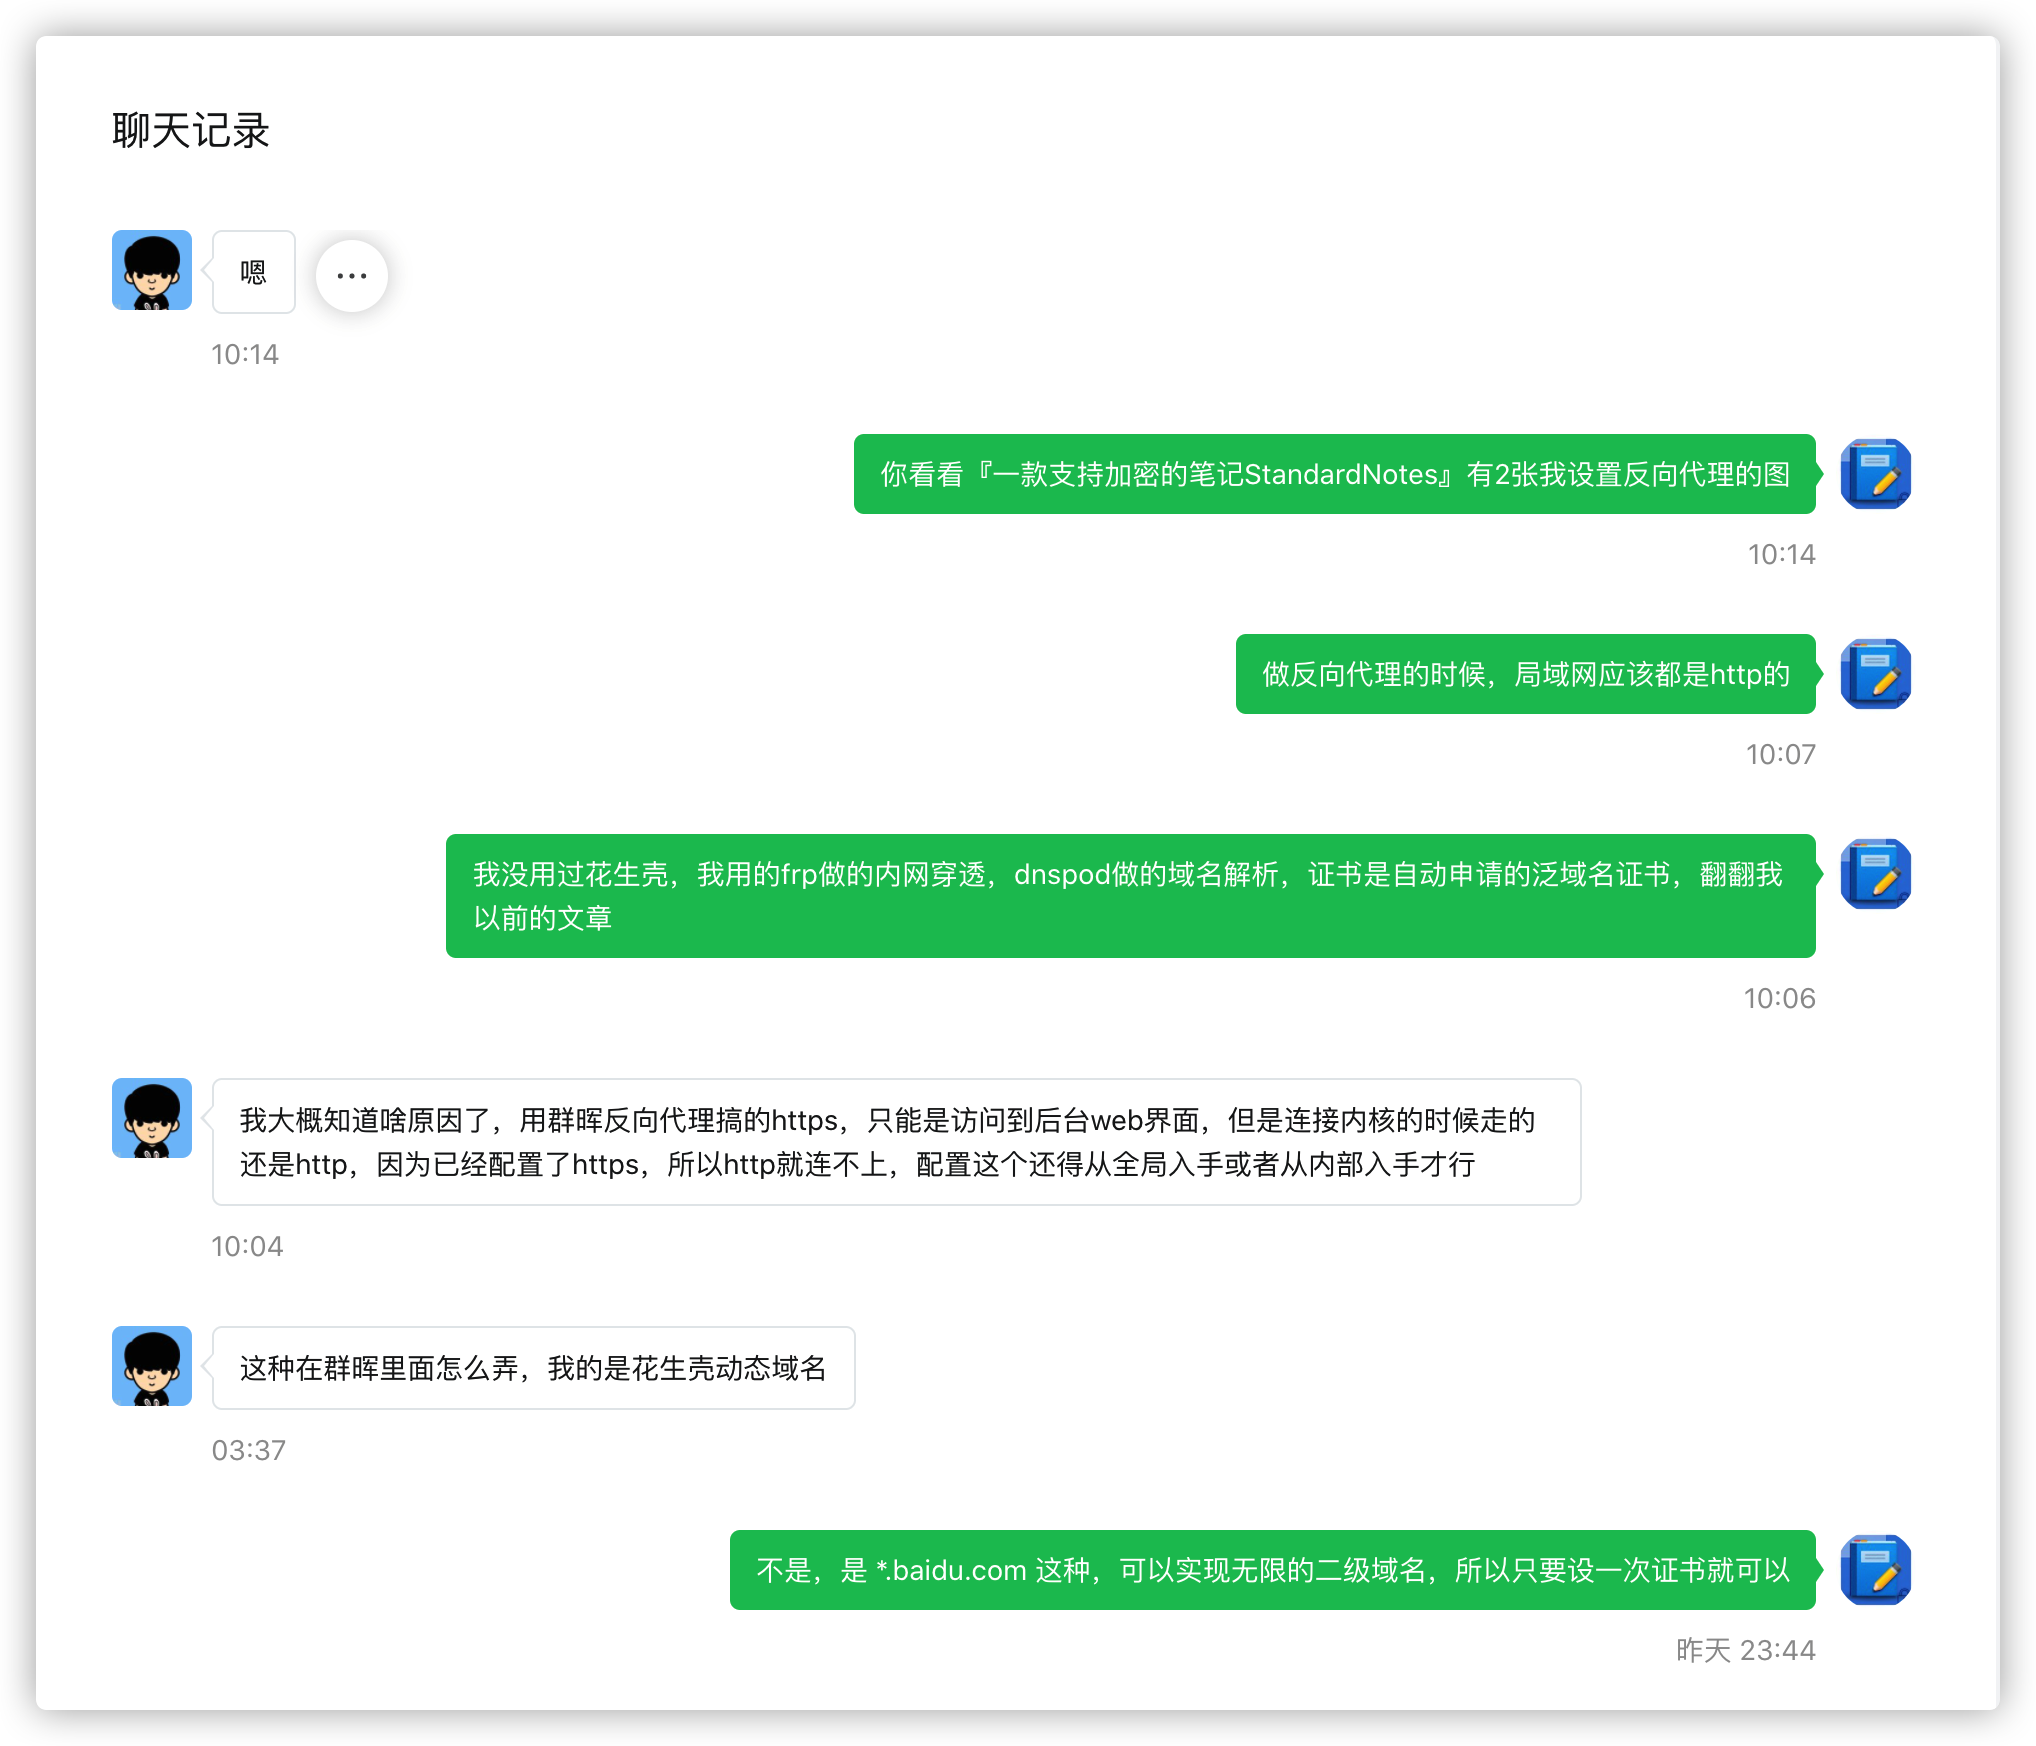 聊天记录
嗯
10:14
你看看『一款支持加密的笔记StandardNotes』有2张我设置反向代理的图
10:14
做反向代理的时候，局域网应该都是http的
10:07
我没用过花生壳，我用的frp做的内网穿透，dnspod做的域名解析，证书是自动申请的泛域名证书，翻翻我
以前的文章
10:06
我大概知道啥原因了，用群晖反向代理搞的https，只能是访问到后台web界面，但是连接内核的时候走的
还是http，因为已经配置了https，所以http就连不上，配置这个还得从全局入手或者从内部入手才行
10:04
这种在群晖里面怎么弄，我的是花生壳动态域名
03:37
不是，是 *.baidu.com 这种，可以实现无限的二级域名，所以只要设一次证书就可以
昨天 23:44